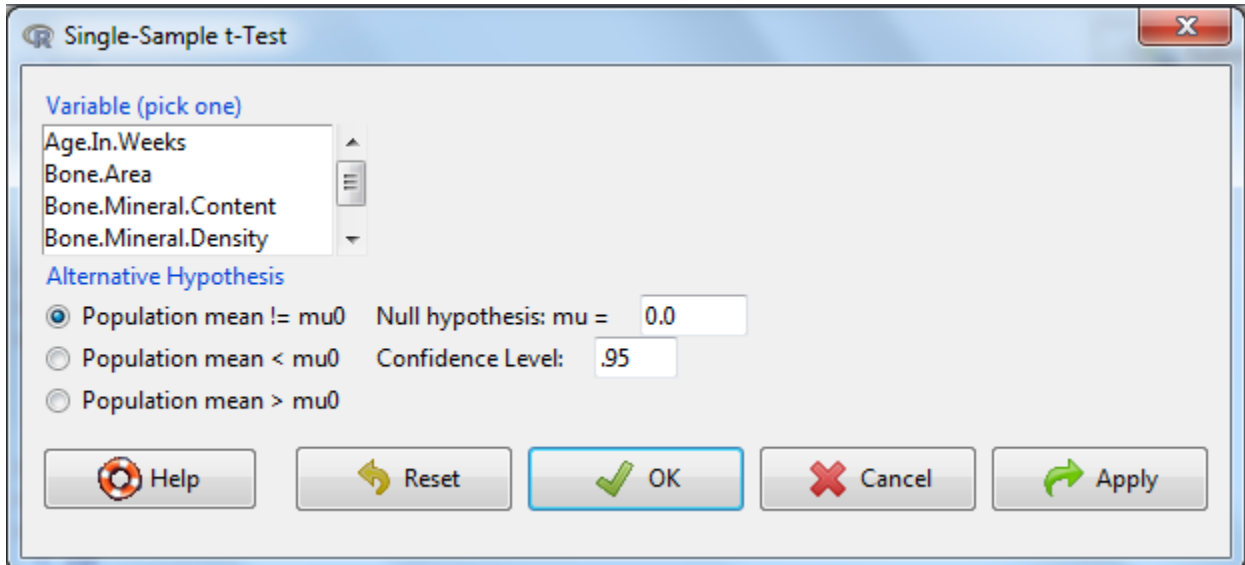 Single-Sample t-Test
Variable (pick one)
Age.In.Weeks
Bone.Area
Bone.Mineral.Content
Bone.Mineral.Density
Alternative Hypothesis
Population mean != mu0 Null hypothesis: mu = 0.0
Population mean < mu0 Confidence Level: .95
Population mean > mu0
Help Reset OK Cancel Apply